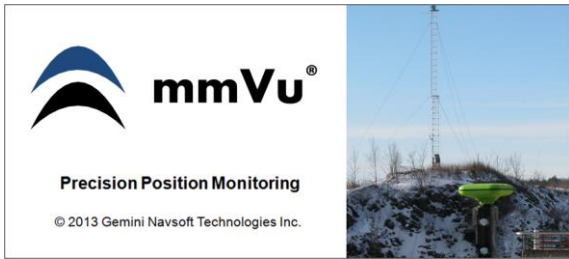 mmVu®
Precision Position Monitoring
© 2013 Gemini Navsoft Technologies Inc.